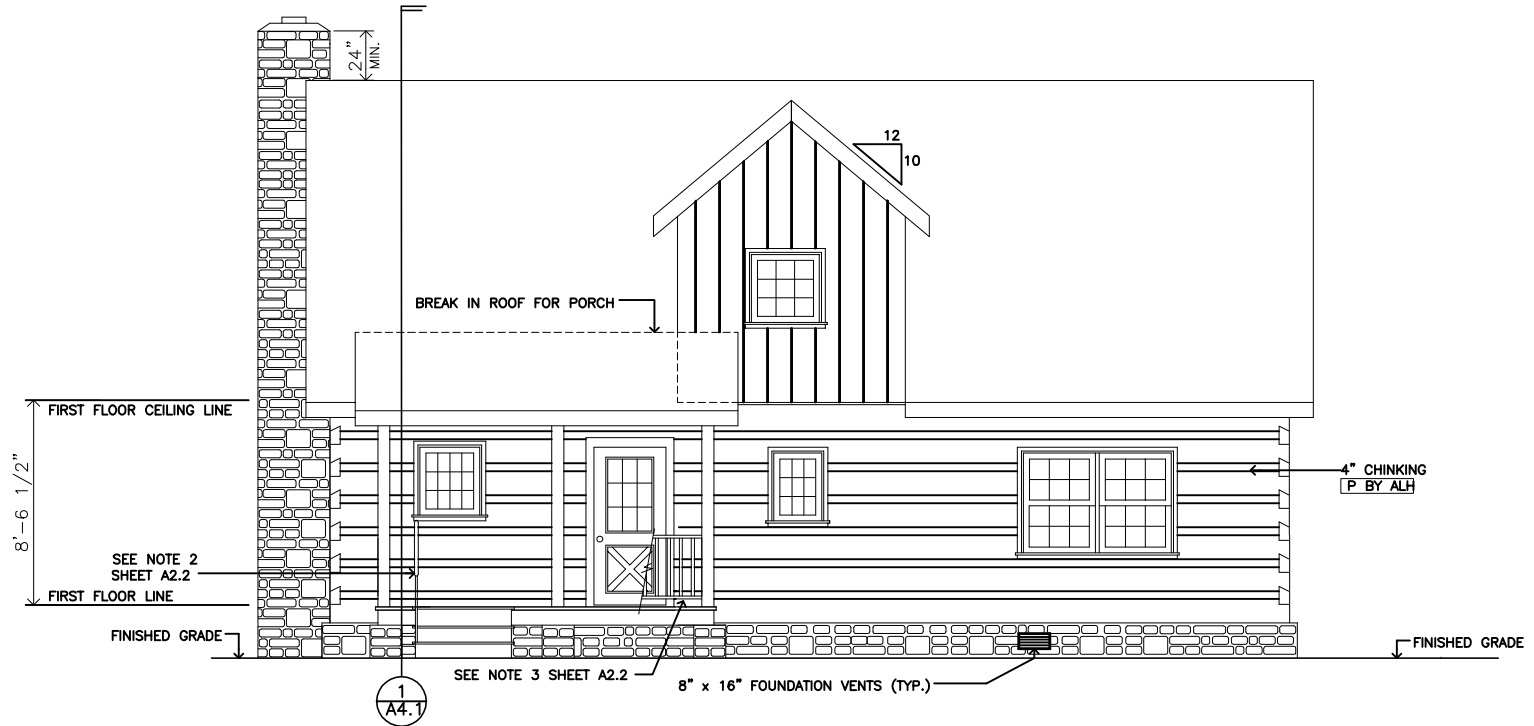 24"
MIN.
12
10
BREAK IN ROOF FOR PORCH
FIRST FLOOR CEILING LINE
8'-6 1/2"
4" CHINKING
P BY ALH
SEE NOTE 2
SHEET A2.2
FIRST FLOOR LINE
FINISHED GRADE
FINISHED GRADE
SEE NOTE 3 SHEET A2.2
8" x 16" FOUNDATION VENTS (TYP.)
1
A4.1